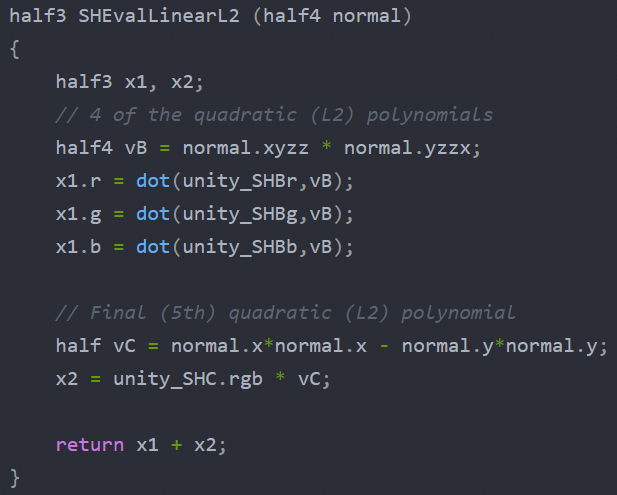 half3 SHEvalLinearL2 (half4 normal)
{
    half3 x1, x2;
    // 4 of the quadratic (L2) polynomials
    half4 vB = normal.xyzz * normal.yzzx;
    x1.r = dot(unity_SHBr,vB);
    x1.g = dot(unity_SHBg,vB);
    x1.b = dot(unity_SHBb,vB);

    // Final (5th) quadratic (L2) polynomial
    half vC = normal.x*normal.x - normal.y*normal.y;
    x2 = unity_SHC.rgb * vC;

    return x1 + x2;
}